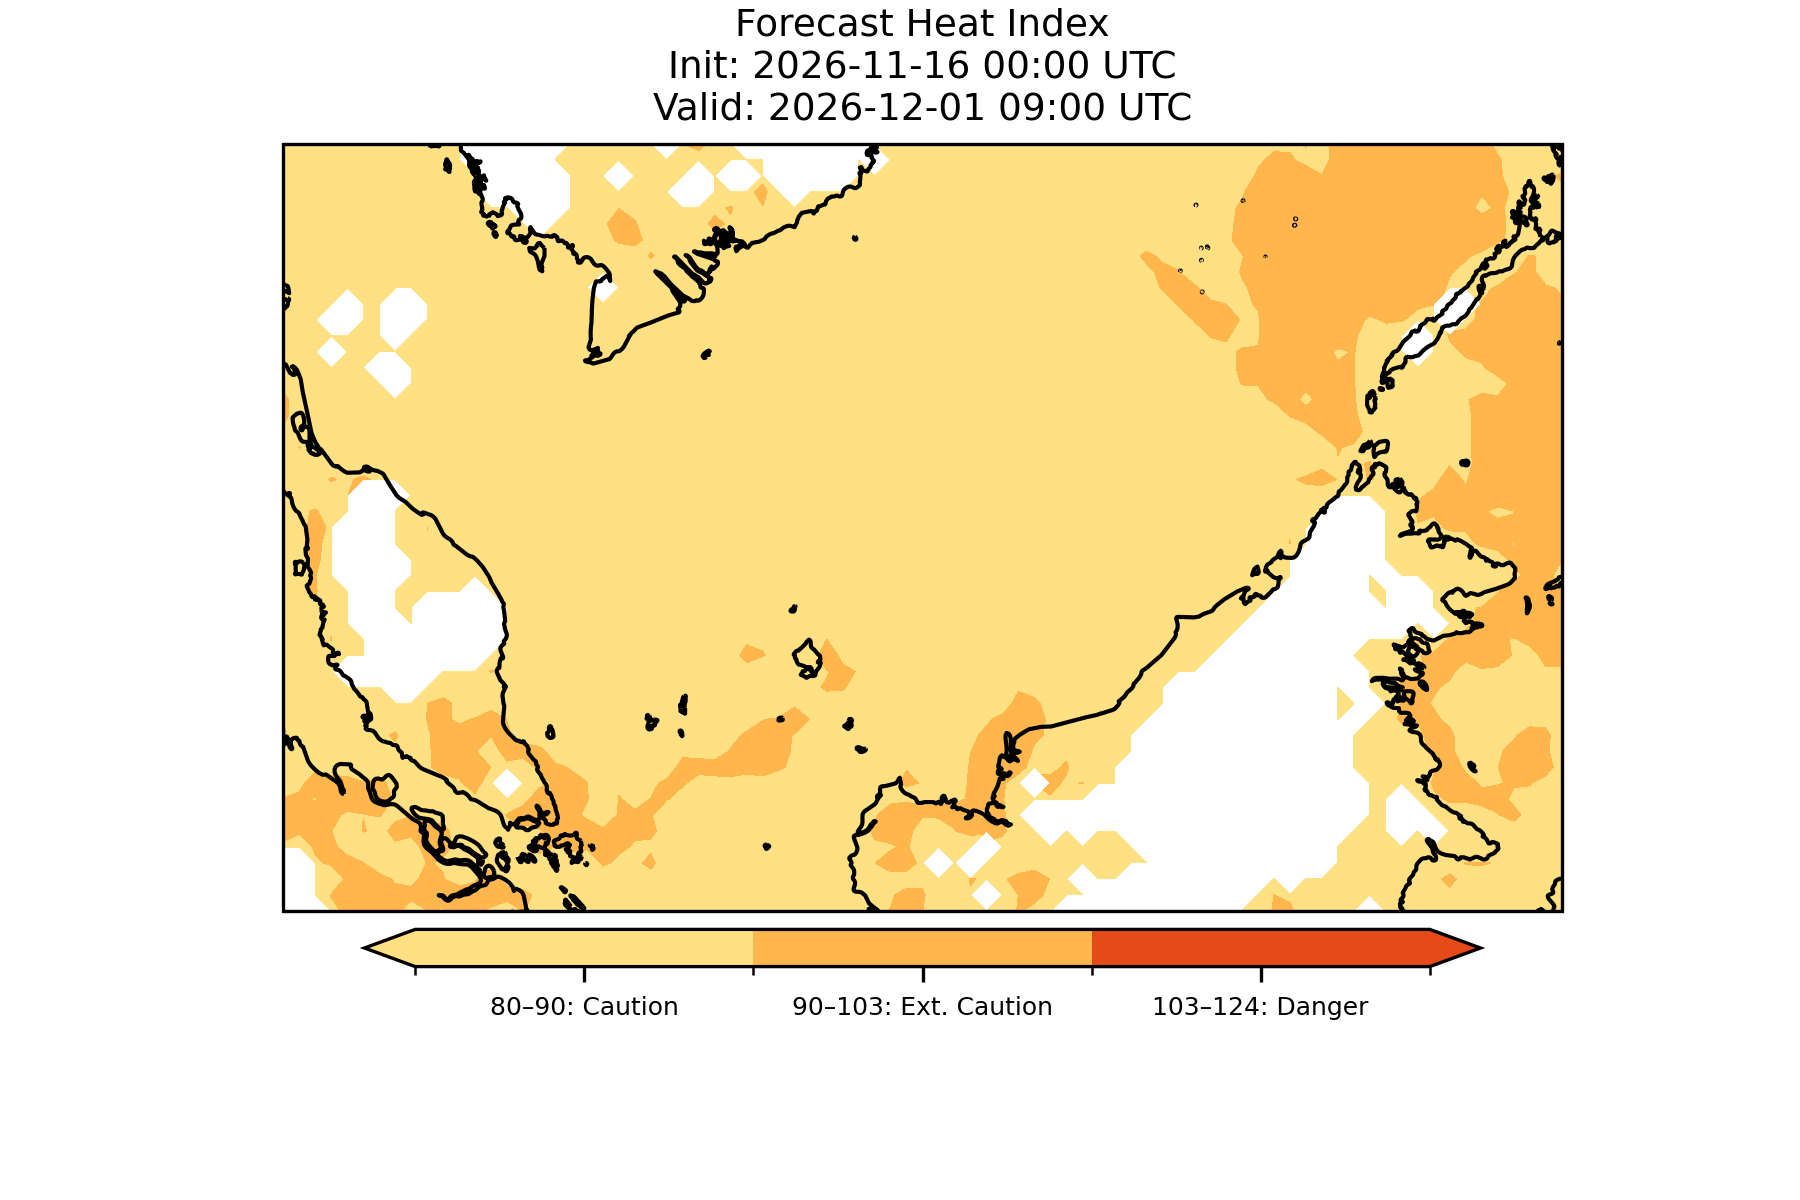 Forecast Heat Index
Init: 2026-11-16 00:00 UTC
Valid: 2026-12-01 09:00 UTC
80–90: Caution
90–103: Ext. Caution
103–124: Danger